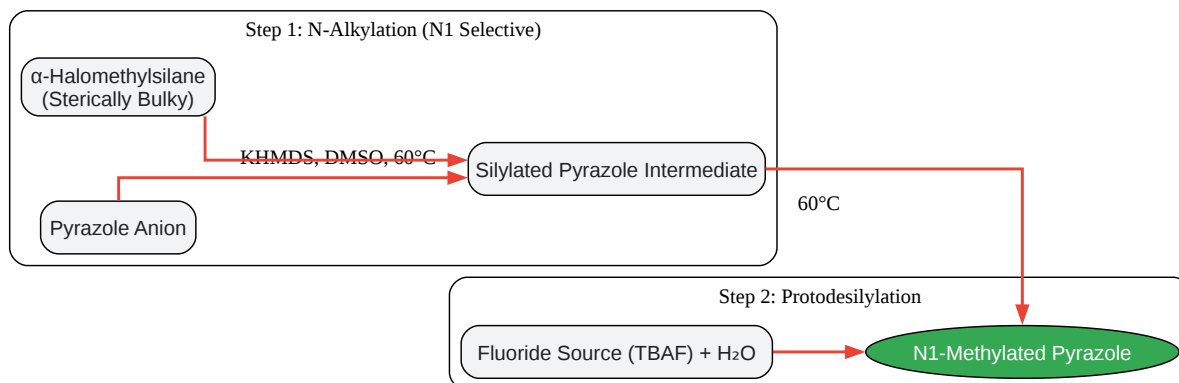 Step 1: N-Alkylation (N1 Selective)
α-Halomethylsilane
(Sterically Bulky)
KHMDS, DMSO, 60°C
Silylated Pyrazole Intermediate
Pyrazole Anion
60°C
Step 2: Protodesilylation
Fluoride Source (TBAF) + H₂O
N1-Methylated Pyrazole